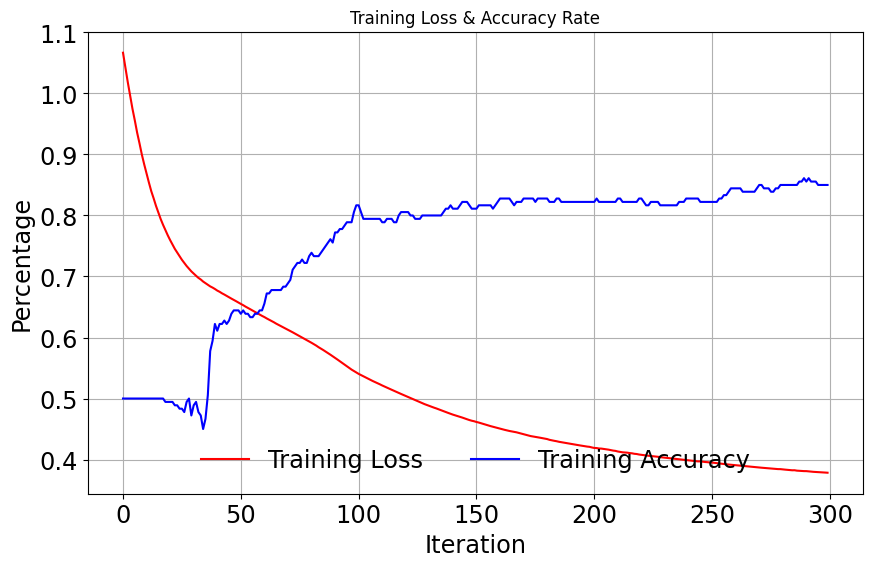 Training Loss & Accuracy Rate
1.1
1.0
0.9
0.8
0.7
0.6
0.5
0.4
Percentage
Training Loss Training Accuracy
0 50 100 150 200 250 300
Iteration